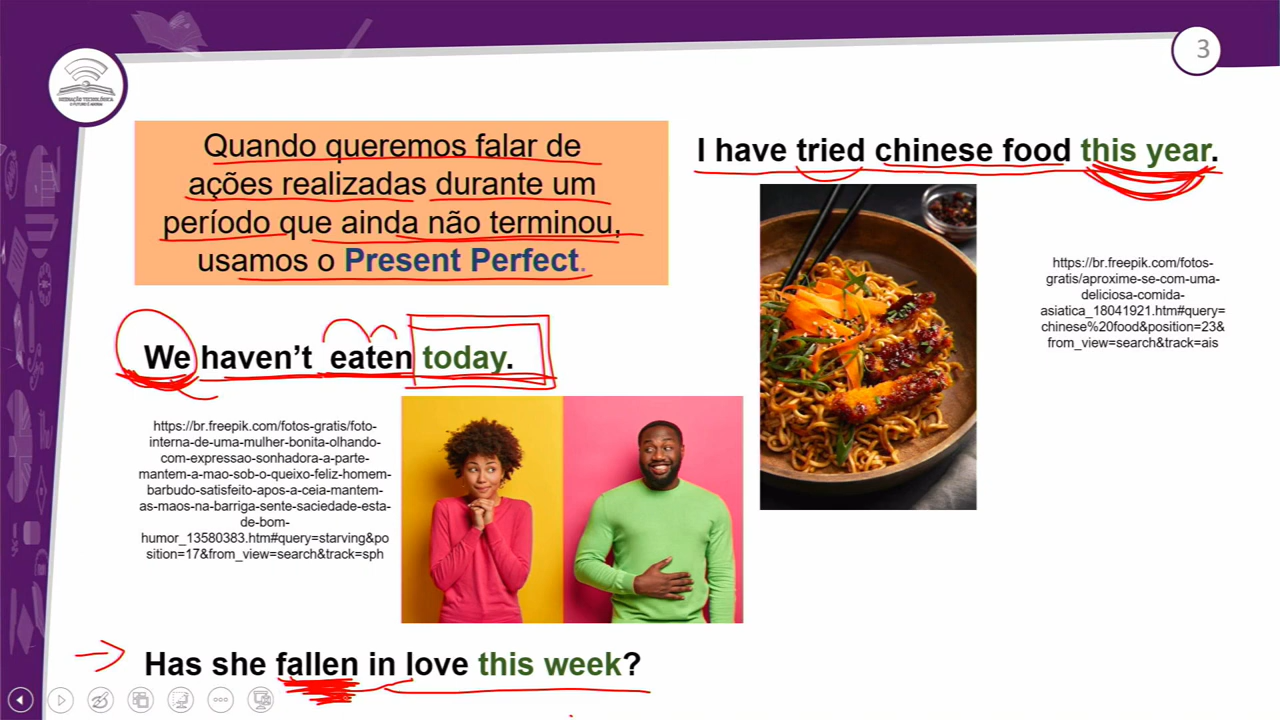 3
MEDIAÇÃO TECNOLÓGICA
O FUTURO É AGORA
Quando queremos falar de
ações realizadas durante um
período que ainda não terminou,
usamos o Present Perfect.
I have tried chinese food this year.
https://br.freepik.com/fotos-
gratis/aproxime-se-com-uma-
deliciosa-comida-
asiatica_18041921.htm#query=
chinese%20food&position=23&
from_view=search&track=ais
We haven't eaten today.
https://br.freepik.com/fotos-gratis/foto-
interna-de-uma-mulher-bonita-olhando-
com-expressao-sonhadora-a-parte-
mantem-a-mao-sob-o-queixo-feliz-homem-
barbudo-satisfeito-apos-a-ceia-mantem-
as-maos-na-barriga-sente-saciedade-esta-
de-bom-
humor_13580383.htm#query=starving&po
sition=17&from_view=search&track=sph
Has she fallen in love this week?